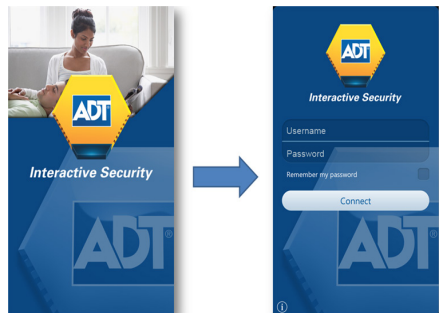 ADT
Interactive Security
ADT®
ADT
Interactive Security
Username
Password
Remember my password
Connect
ADT®
i